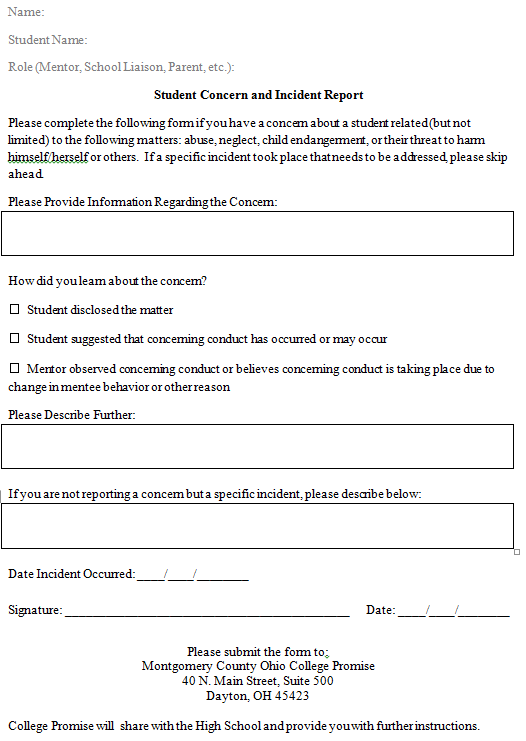 Name:
Student Name:
Role (Mentor, School Liaison, Parent, etc.):
Student Concern and Incident Report
Please complete the following form if you have a concern about a student related (but not
limited) to the following matters: abuse, neglect, child endangerment, or their threat to harm
himself/herself or others.  If a specific incident took place that needs to be addressed, please skip
ahead.
Please Provide Information Regarding the Concern:
How did you learn about the concern?
☐ Student disclosed the matter
☐ Student suggested that concerning conduct has occurred or may occur
☐ Mentor observed concerning conduct or believes concerning conduct is taking place due to
change in mentee behavior or other reason
Please Describe Further:
If you are not reporting a concern but a specific incident, please describe below:
Date Incident Occurred: ____/____/________
Signature: ____________________________________________ Date: ____/____/________
Please submit the form to:
Montgomery County Ohio College Promise
40 N. Main Street, Suite 500
Dayton, OH 45423
College Promise will  share with the High School and provide you with further instructions.